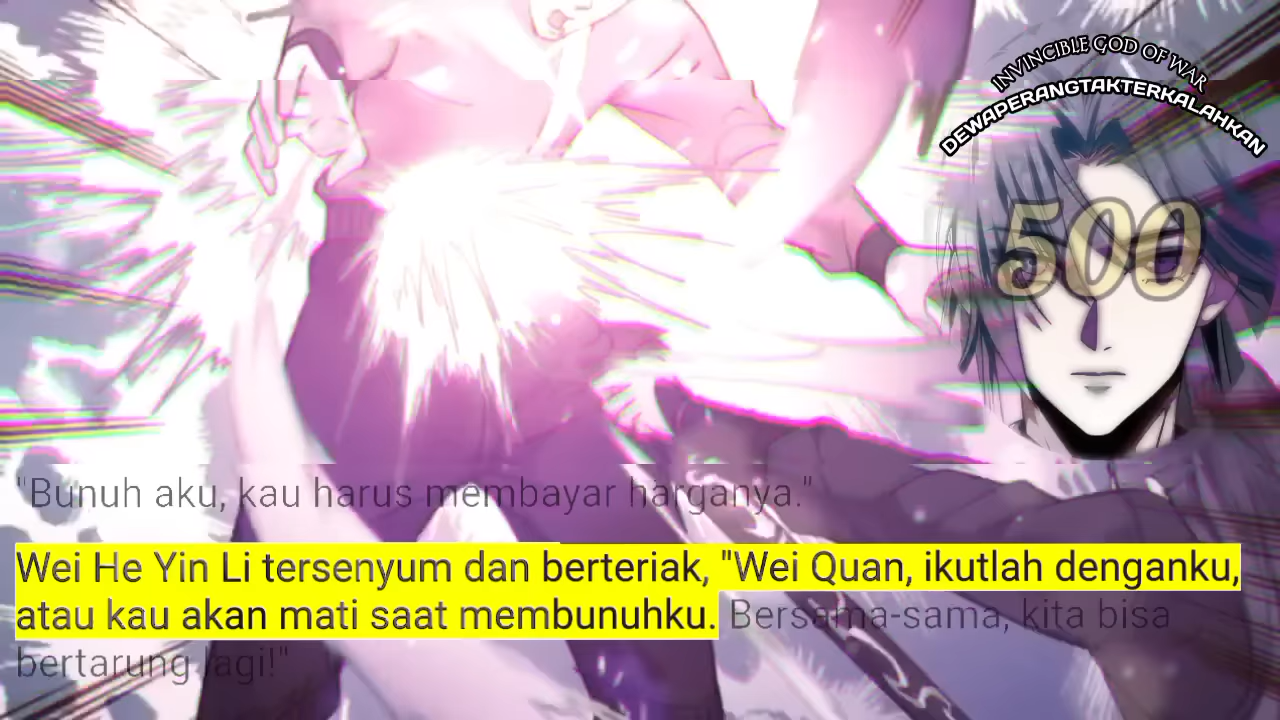 INVINCIBLE GOD OF WAR
DEWAPERANGTAKTERKALAHKAN
500
"Bunuh aku, kau harus membayar harganya."
Wei He Yin Li tersenyum dan berteriak, "Wei Quan, ikutlah denganku,
atau kau akan mati saat membunuhku. Bersama-sama, kita bisa
bertarung lagi!"